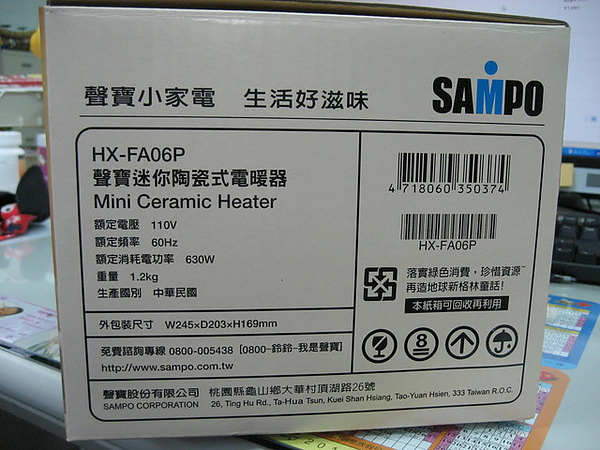 聲寶小家電 生活好滋味
SAMPO
HX-FA06P
聲寶迷你陶瓷式電暖器
Mini Ceramic Heater
額定電壓 110V
額定頻率 60Hz
額定消耗電功率 630W
重量 1.2kg
生產國別 中華民國
外包裝尺寸 W245xD203xH169mm
免費諮詢專線 0800-005438 [0800-鈴鈴-我是聲寶]
http://www.sampo.com.tw
4 718060 350374
HX-FA06P
落實綠色消費，珍惜資源
再造地球新格林童話！
本紙箱可回收再利用
8
聲寶股份有限公司 桃園縣龜山鄉大華村頂湖路26號
SAMPO CORPORATION 26, Ting Hu Rd., Ta-Hua Tsun, Kuei Shan Hsiang, Tao-Yuan Hsien, 333 Taiwan R.O.C.